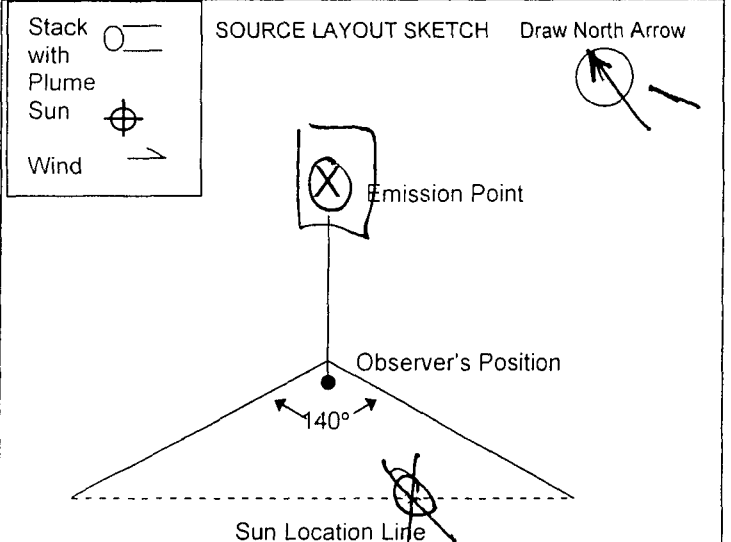 Stack
with
Plume
Sun
Wind
SOURCE LAYOUT SKETCH
Draw North Arrow
X
Emission Point
Observer's Position
140°
Sun Location Line